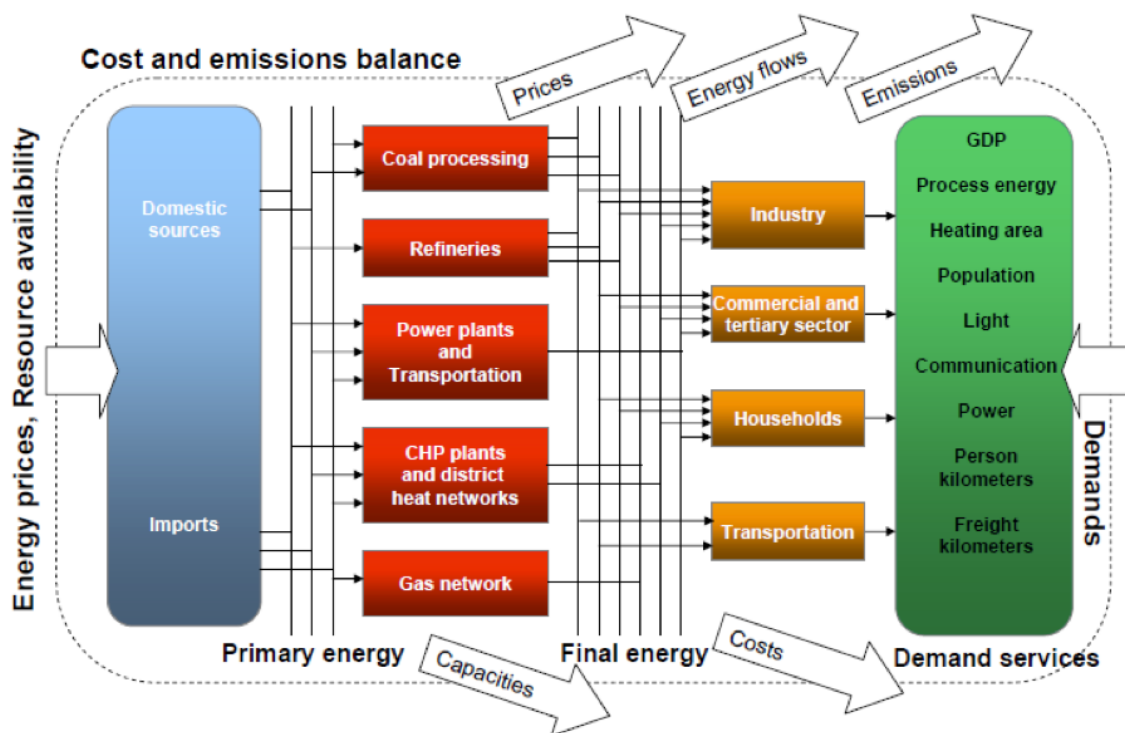 Cost and emissions balance
Prices
Energy flows
Emissions
Energy prices, Resource availability
Domestic
sources
Imports
Coal processing
Refineries
Power plants
and
Transportation
CHP plants
and district
heat networks
Gas network
Industry
Commercial and
tertiary sector
Households
Transportation
GDP
Process energy
Heating area
Population
Light
Communication
Power
Person
kilometers
Freight
kilometers
Demands
Primary energy
Capacities
Final energy
Costs
Demand services